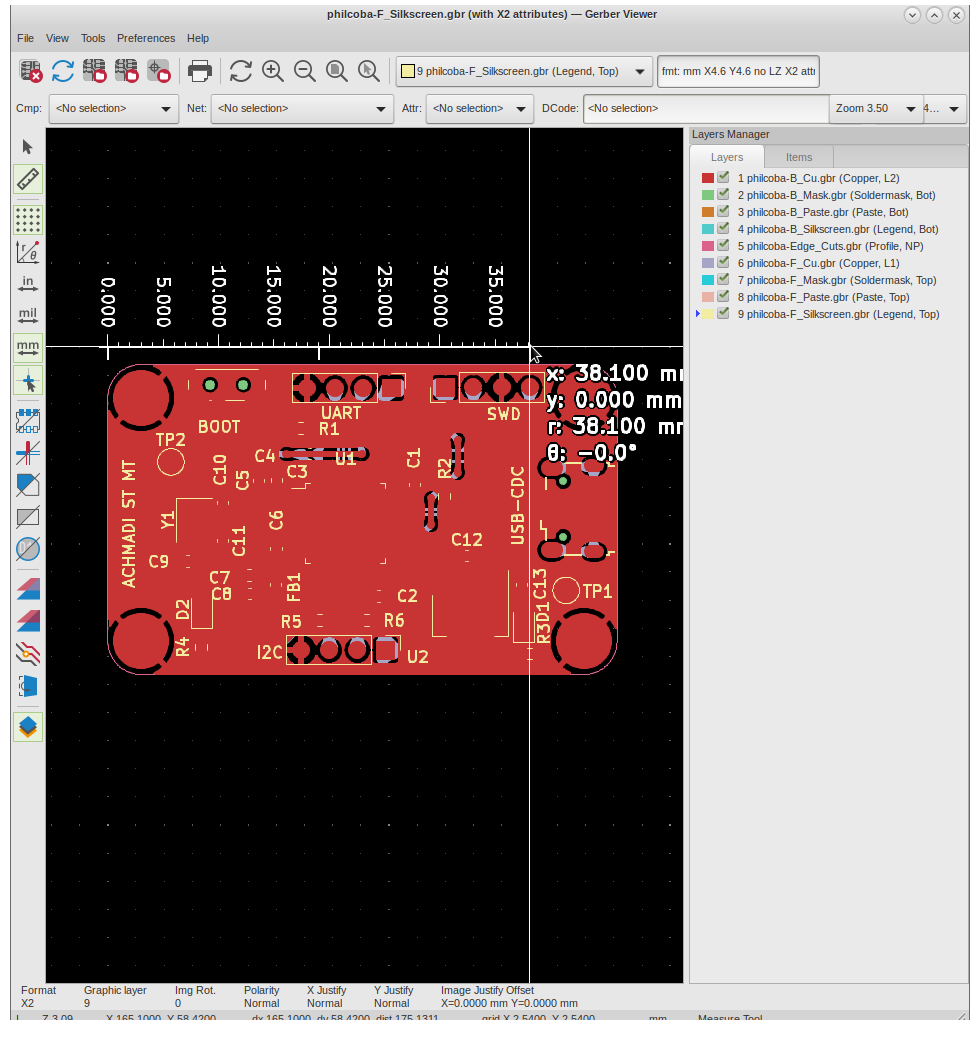 philcoba-F_Silkscreen.gbr (with X2 attributes) — Gerber Viewer
File View Tools Preferences Help
9 philcoba-F_Silkscreen.gbr (Legend, Top)
fmt: mm X4.6 Y4.6 no LZ X2 attri
Cmp: <No selection> Net: <No selection> Attr: <No selection> DCode: <No selection> Zoom 3.50 4...
in
mil
mm
Layers Manager
Layers Items
1 philcoba-B_Cu.gbr (Copper, L2)
2 philcoba-B_Mask.gbr (Soldermask, Bot)
3 philcoba-B_Paste.gbr (Paste, Bot)
4 philcoba-B_Silkscreen.gbr (Legend, Bot)
5 philcoba-Edge_Cuts.gbr (Profile, NP)
6 philcoba-F_Cu.gbr (Copper, L1)
7 philcoba-F_Mask.gbr (Soldermask, Top)
8 philcoba-F_Paste.gbr (Paste, Top)
9 philcoba-F_Silkscreen.gbr (Legend, Top)
0.000
5.000
10.000
15.000
20.000
25.000
30.000
35.000
x: 38.100 mm
y: 0.000 mm
r: 38.100 mm
θ: -0.0°
BOOT
UART
R1
SWD
TP2
C4
U1
C3
C10
C5
C1
R2
ACHMADI ST MT
Y1
C11
C6
USB-CDC
C12
C9
C7
C8
FB1
C2
C13
TP1
D2
R4
R5
R6
R3
D1
I2C
U2
Format Graphic layer Img Rot. Polarity X Justify Y Justify Image Justify Offset
X2 9 0 Normal Normal Normal X=0.0000 mm Y=0.0000 mm
Z 3.09 X 165.1000 Y 58.4200 dx 165.1000 dy 58.4200 dist 175.1311 grid X 2.5400 Y 2.5400 mm Measure Tool